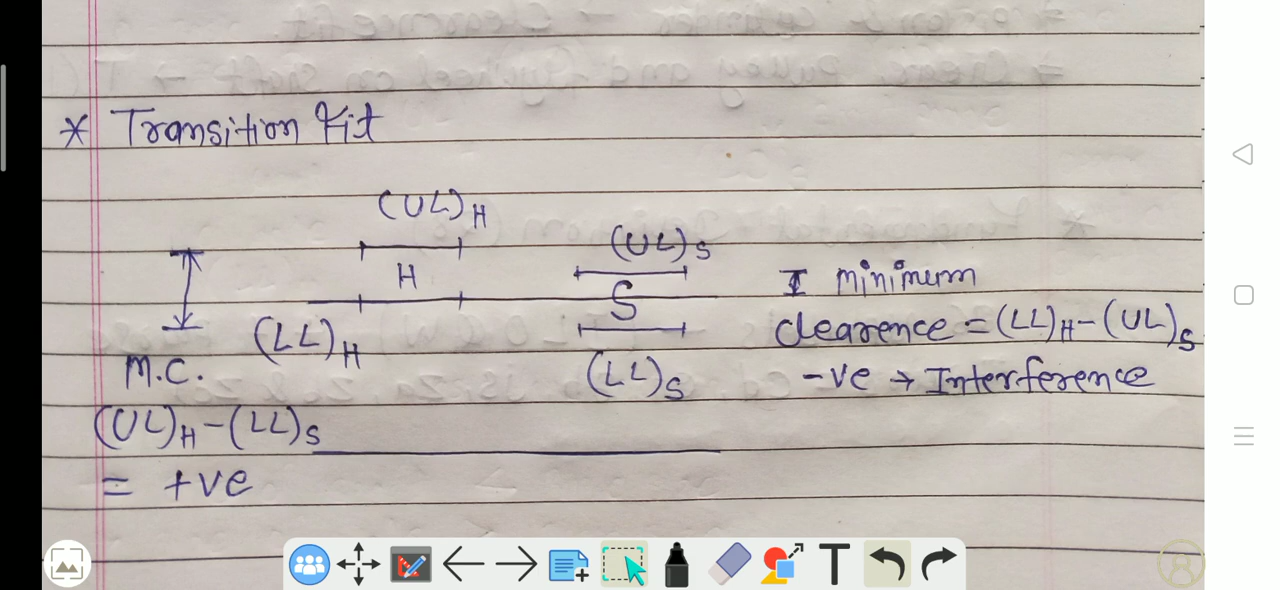 * Transition Fit
(UL)H
(UL)S
H
S
I minimum
(LL)H
clearence = (LL)H - (UL)S
M.C.
(LL)S
-ve → Interference
(UL)H - (LL)S
= +ve
T